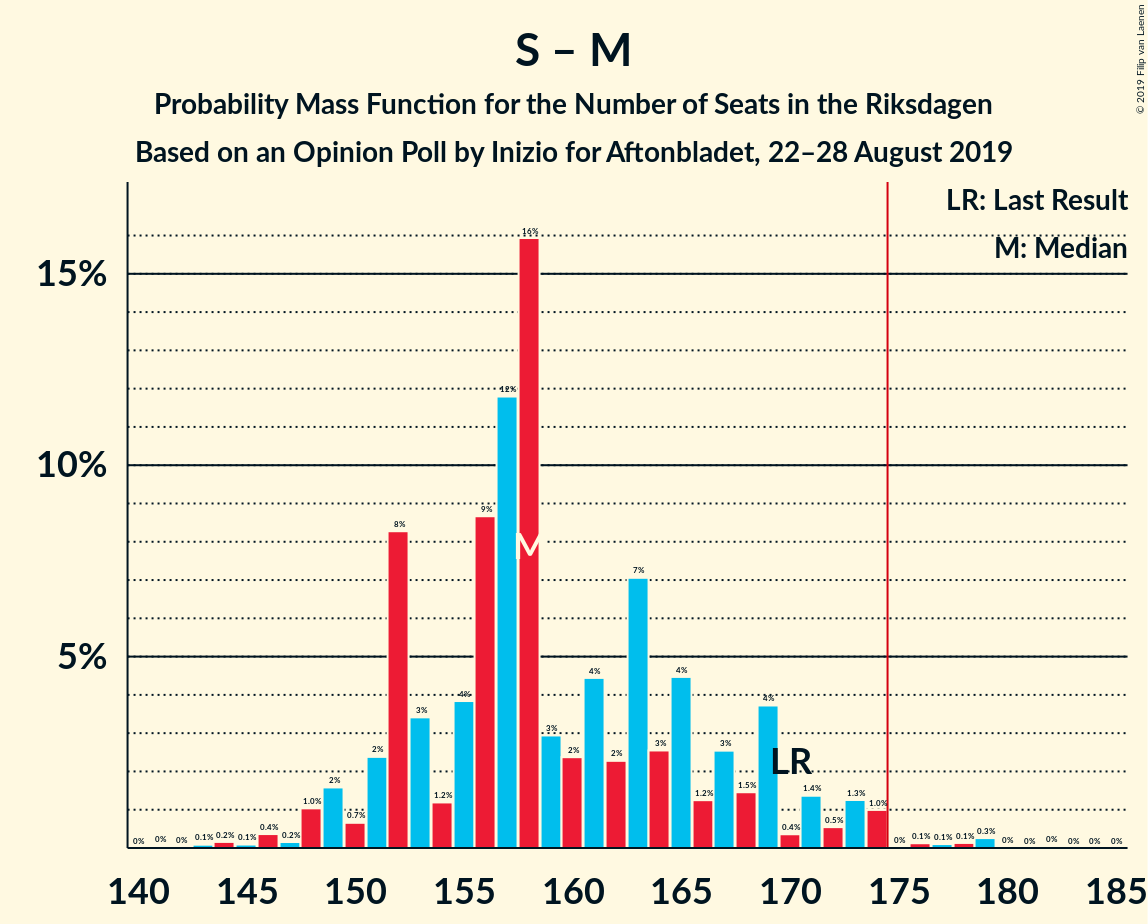 S – M
Probability Mass Function for the Number of Seats in the Riksdagen
Based on an Opinion Poll by Inizio for Aftonbladet, 22–28 August 2019
© 2019 Filip van Laenen
LR: Last Result
M: Median
15%
10%
5%
0% 0% 0% 0.1% 0.2% 0.1% 0.4% 0.2% 1.0% 2% 0.7% 2% 8% 3% 1.2% 4% 9% 12% 16% 3% 2% 4% 2% 7% 3% 4% 1.2% 3% 1.5% 4% 0.4% 1.4% 0.5% 1.3% 1.0% 0% 0.1% 0.1% 0.1% 0.3% 0% 0% 0% 0% 0% 0%
M
LR
140 145 150 155 160 165 170 175 180 185